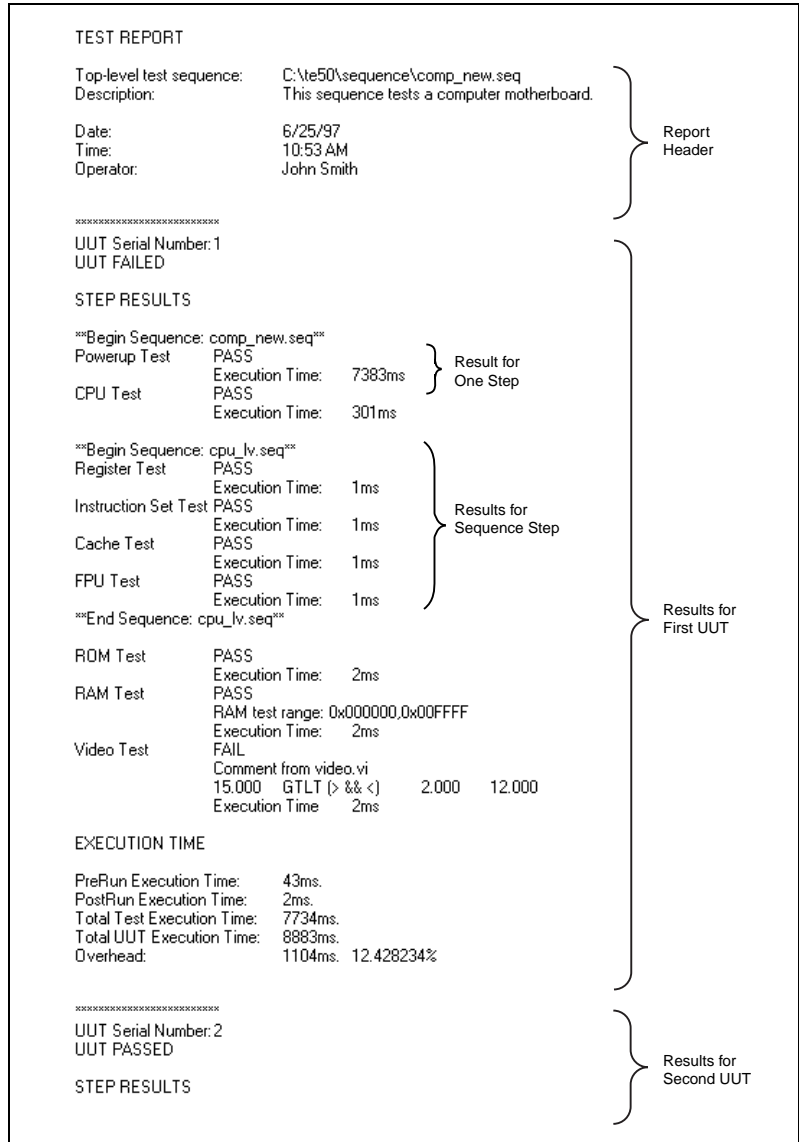 TEST REPORT
Top-level test sequence: C:\te50\sequence\comp_new.seq
Description: This sequence tests a computer motherboard.
Date: 6/25/97
Time: 10:53 AM
Operator: John Smith
Report
Header
*************************
UUT Serial Number: 1
UUT FAILED
STEP RESULTS
**Begin Sequence: comp_new.seq**
Powerup Test PASS
Execution Time: 7383ms
Result for
One Step
CPU Test PASS
Execution Time: 301ms
**Begin Sequence: cpu_lv.seq**
Register Test PASS
Execution Time: 1ms
Instruction Set Test PASS
Execution Time: 1ms
Results for
Sequence Step
Cache Test PASS
Execution Time: 1ms
FPU Test PASS
Execution Time: 1ms
**End Sequence: cpu_lv.seq**
Results for
First UUT
ROM Test PASS
Execution Time: 2ms
RAM Test PASS
RAM test range: 0x000000,0x00FFFF
Execution Time: 2ms
Video Test FAIL
Comment from video.vi
15.000 GTLT (> && <) 2.000 12.000
Execution Time 2ms
EXECUTION TIME
PreRun Execution Time: 43ms.
PostRun Execution Time: 2ms.
Total Test Execution Time: 7734ms.
Total UUT Execution Time: 8883ms.
Overhead: 1104ms. 12.428234%
*************************
UUT Serial Number: 2
UUT PASSED
STEP RESULTS
Results for
Second UUT